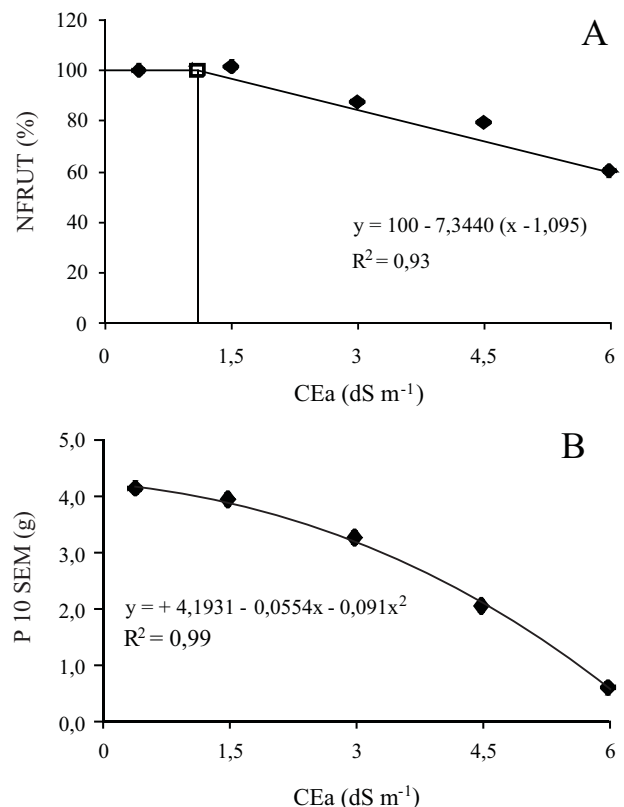 A
NFRUT (%)
120
100
80
60
40
20
0
y = 100 - 7,3440 (x -1,095)
R² = 0,93
0 1,5 3 4,5 6
CEa (dS m⁻¹)
B
P 10 SEM (g)
5,0
4,0
3,0
2,0
1,0
0,0
y = + 4,1931 - 0,0554x - 0,091x²
R² = 0,99
0 1,5 3 4,5 6
CEa (dS m⁻¹)